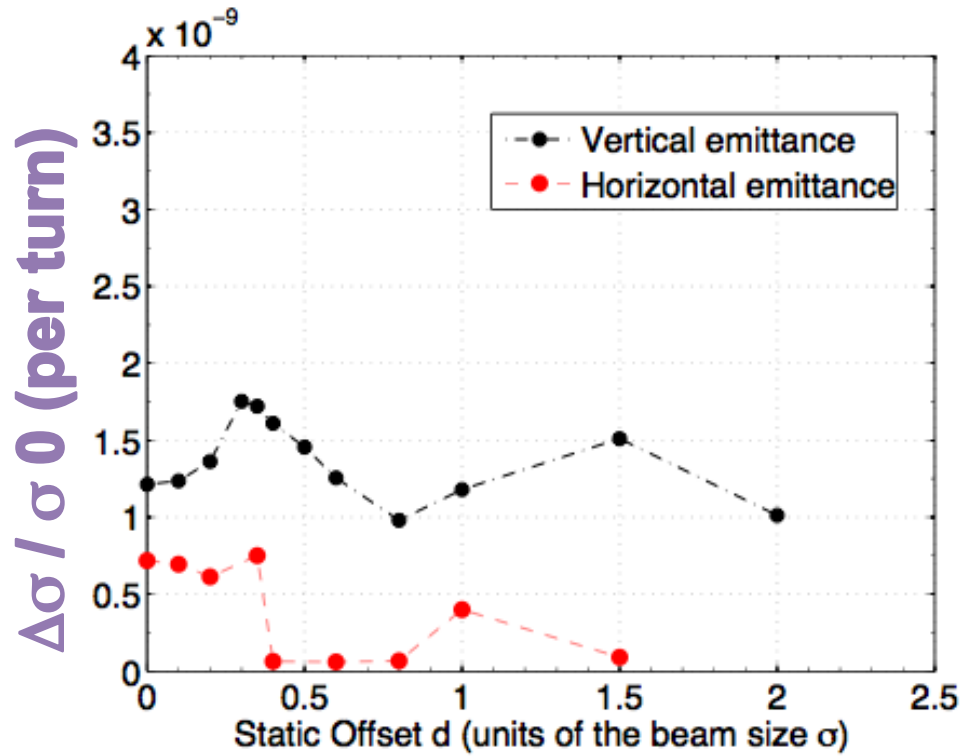 x 10⁻⁹
4
3.5
3
2.5
2
1.5
1
0.5
0
Δσ / σ 0 (per turn)
Vertical emittance
Horizontal emittance
0 0.5 1 1.5 2 2.5
Static Offset d (units of the beam size σ)